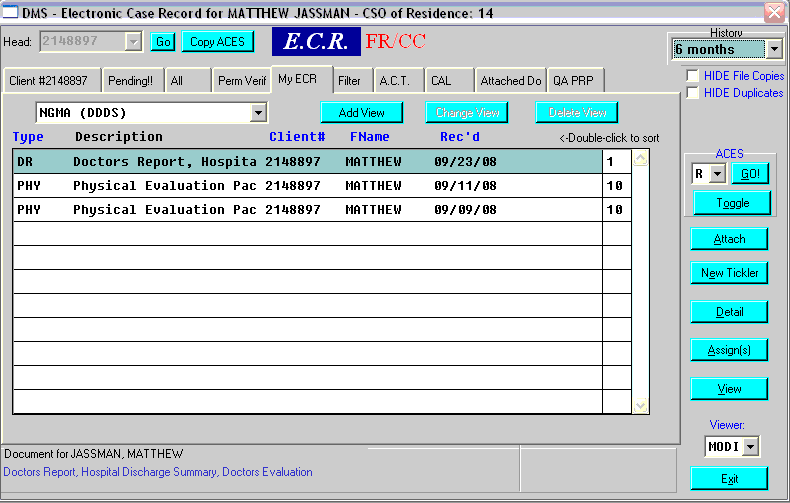 DMS - Electronic Case Record for MATTHEW JASSMAN - CSO of Residence: 14
Head: 2148897 Go Copy ACES E.C.R. FR/CC
History
6 months
Client #2148897 Pending!! All Perm Verif My ECR Filter A.C.T. CAL Attached Do QA PRP
HIDE File Copies
HIDE Duplicates
NGMA (DDDS) Add View Change View Delete View
Type Description Client# FName Rec'd <-Double-click to sort
DR Doctors Report, Hospita 2148897 MATTHEW 09/23/08 1
PHY Physical Evaluation Pac 2148897 MATTHEW 09/11/08 10
PHY Physical Evaluation Pac 2148897 MATTHEW 09/09/08 10
ACES
R GO!
Toggle
Attach
New Tickler
Detail
Assign(s)
View
Viewer:
MODI
Exit
Document for JASSMAN, MATTHEW
Doctors Report, Hospital Discharge Summary, Doctors Evaluation